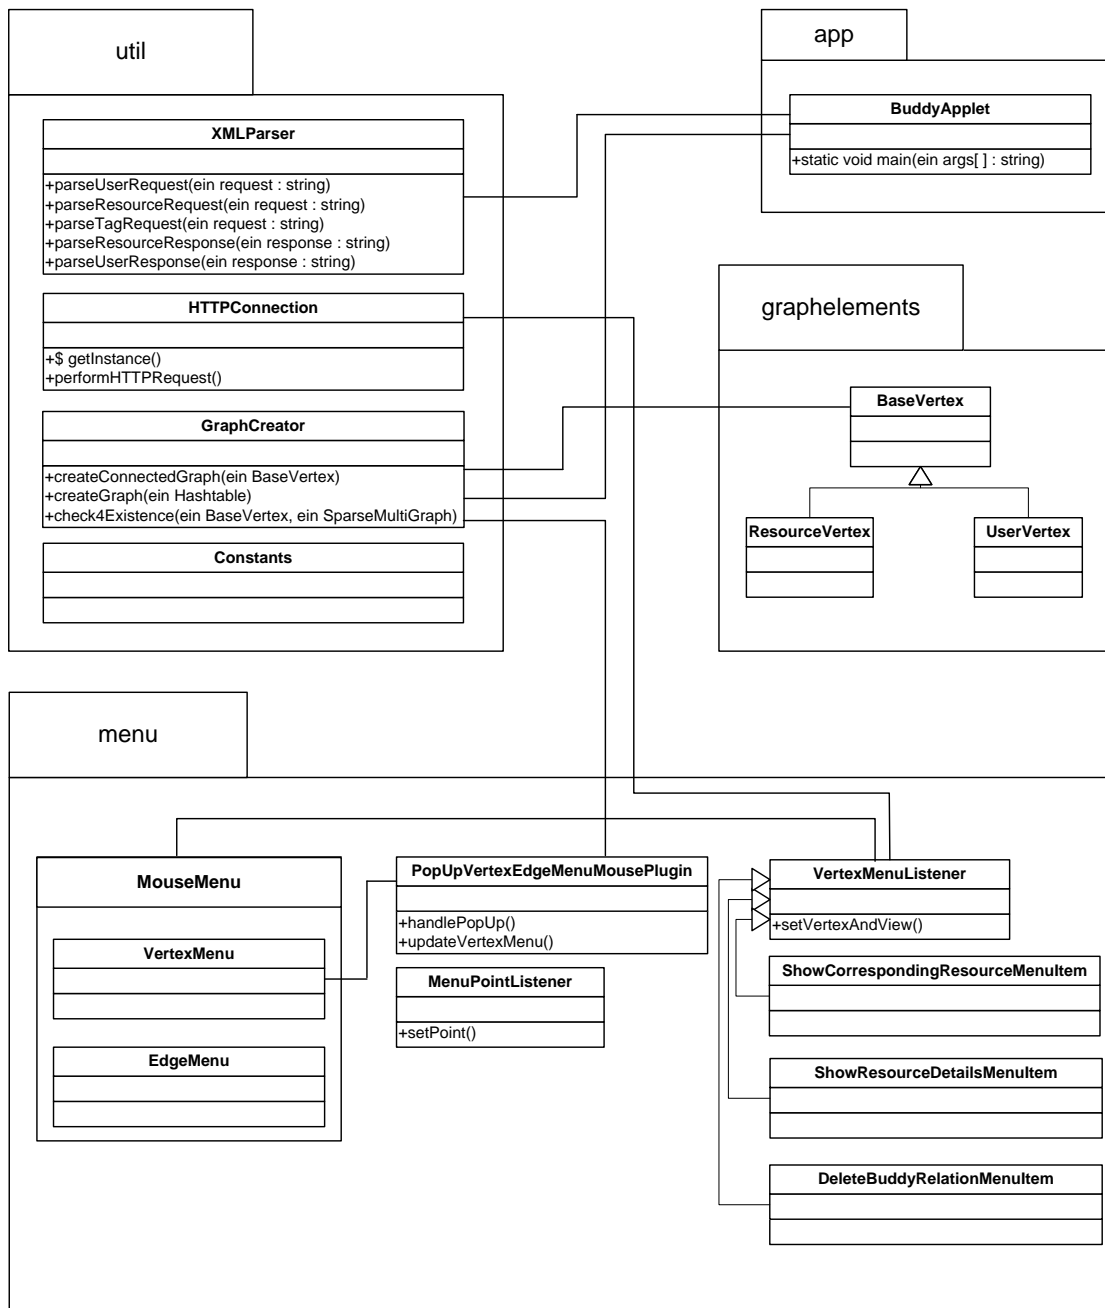 util
XMLParser
+parseUserRequest(ein request : string)
+parseResourceRequest(ein request : string)
+parseTagRequest(ein request : string)
+parseResourceResponse(ein response : string)
+parseUserResponse(ein response : string)
HTTPConnection
+$ getInstance()
+performHTTPRequest()
GraphCreator
+createConnectedGraph(ein BaseVertex)
+createGraph(ein Hashtable)
+check4Existence(ein BaseVertex, ein SparseMultiGraph)
Constants
app
BuddyApplet
+static void main(ein args[ ] : string)
graphelements
BaseVertex
ResourceVertex
UserVertex
menu
MouseMenu
VertexMenu
EdgeMenu
PopUpVertexEdgeMenuMousePlugin
+handlePopUp()
+updateVertexMenu()
MenuPointListener
+setPoint()
VertexMenuListener
+setVertexAndView()
ShowCorrespondingResourceMenuItem
ShowResourceDetailsMenuItem
DeleteBuddyRelationMenuItem